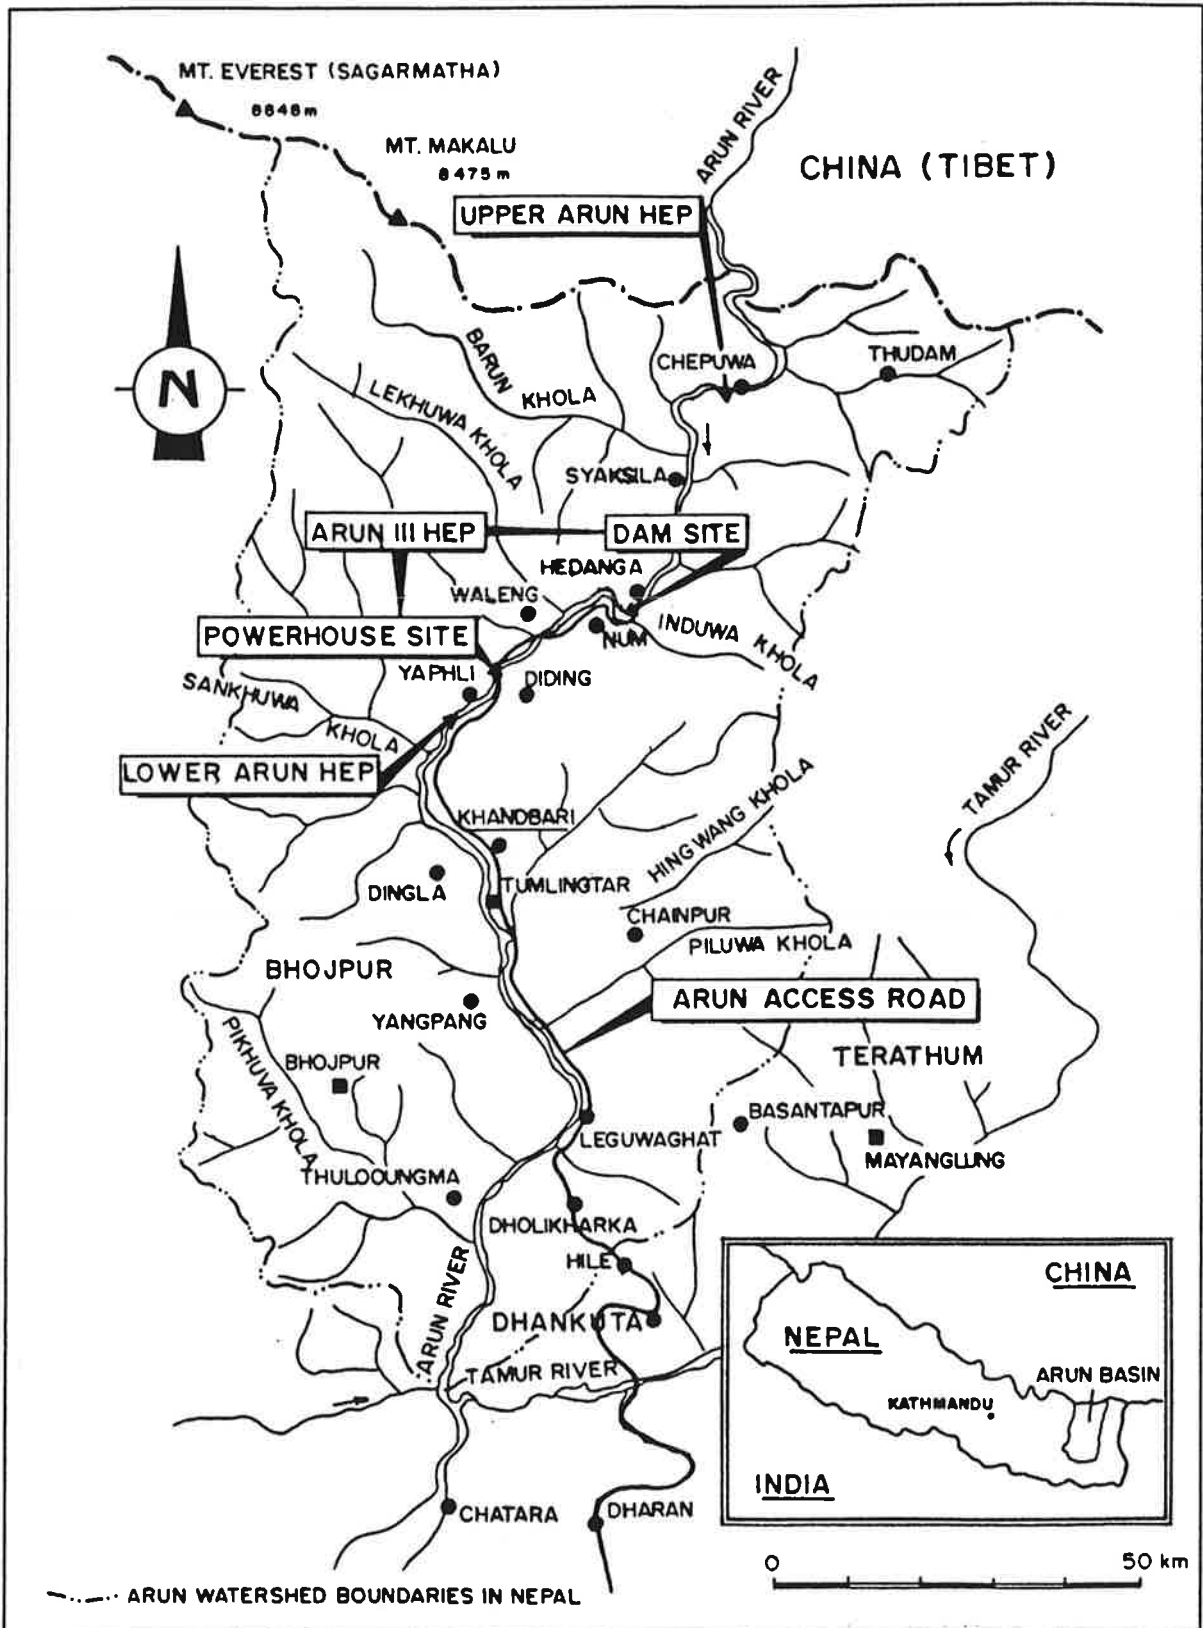 MT. EVEREST (SAGARMATHA)
8848m
MT. MAKALU
8475m
ARUN RIVER
CHINA (TIBET)
UPPER ARUN HEP
BARUN
KHOLA
CHEPUWA
THUDAM
LEKHUWA KHOLA
N
SYAKSILA
ARUN III HEP
DAM SITE
HEDANGA
WALENG
POWERHOUSE SITE
NUM
INDUWA KHOLA
YAPHLI
DIDING
SANKHUWA
KHOLA
LOWER ARUN HEP
TAMUR RIVER
KHANDBARI
HINGWANG KHOLA
DINGLA
TUMLINGTAR
CHAINPUR
PILUWA KHOLA
BHOJPUR
ARUN ACCESS ROAD
YANGPANG
PIKHUVA KHOLA
BHOJPUR
TERATHUM
BASANTAPUR
LEGUWAGHAT
MAYANGLUNG
THULOOUNGMA
DHOLIKHARKA
HILE
ARUN RIVER
DHANKUTA
TAMUR RIVER
CHINA
NEPAL
ARUN BASIN
KATHMANDU
INDIA
CHATARA
DHARAN
0
50 km
ARUN WATERSHED BOUNDARIES IN NEPAL